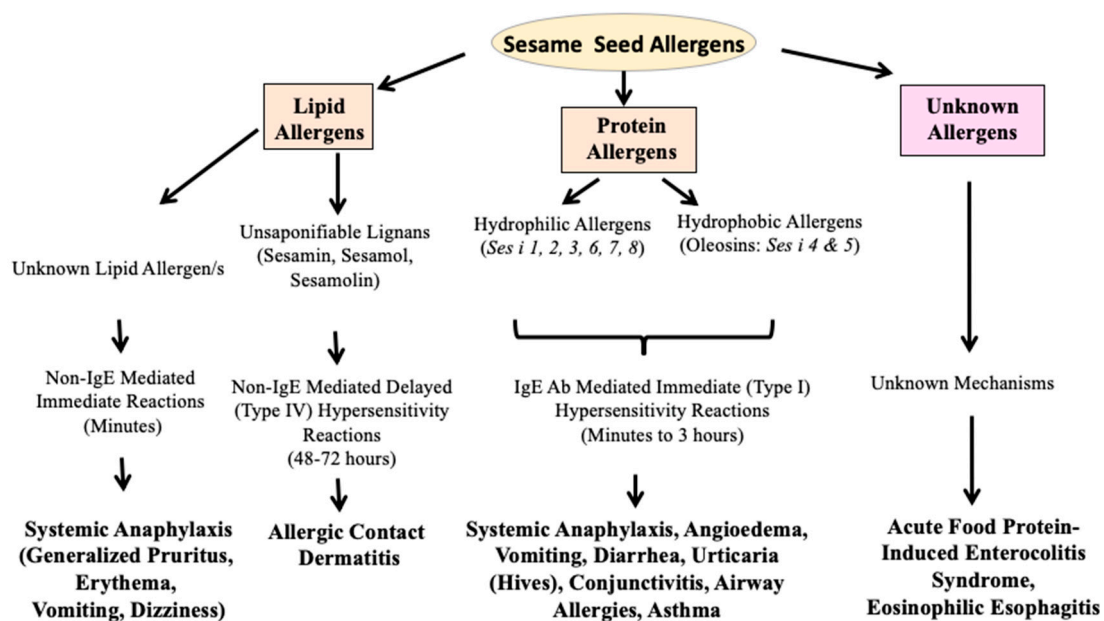 Sesame Seed Allergens
Lipid
Allergens
Protein
Allergens
Unknown
Allergens
Unknown Lipid Allergen/s
Unsaponifiable Lignans
(Sesamin, Sesamol,
Sesamolin)
Hydrophilic Allergens
(Ses i 1, 2, 3, 6, 7, 8)
Hydrophobic Allergens
(Oleosins: Ses i 4 & 5)
Non-IgE Mediated
Immediate Reactions
(Minutes)
Non-IgE Mediated Delayed
(Type IV) Hypersensitivity
Reactions
(48-72 hours)
IgE Ab Mediated Immediate (Type I)
Hypersensitivity Reactions
(Minutes to 3 hours)
Unknown Mechanisms
Systemic Anaphylaxis
(Generalized Pruritus,
Erythema,
Vomiting, Dizziness)
Allergic Contact
Dermatitis
Systemic Anaphylaxis, Angioedema,
Vomiting, Diarrhea, Urticaria
(Hives), Conjunctivitis, Airway
Allergies, Asthma
Acute Food Protein-
Induced Enterocolitis
Syndrome,
Eosinophilic Esophagitis